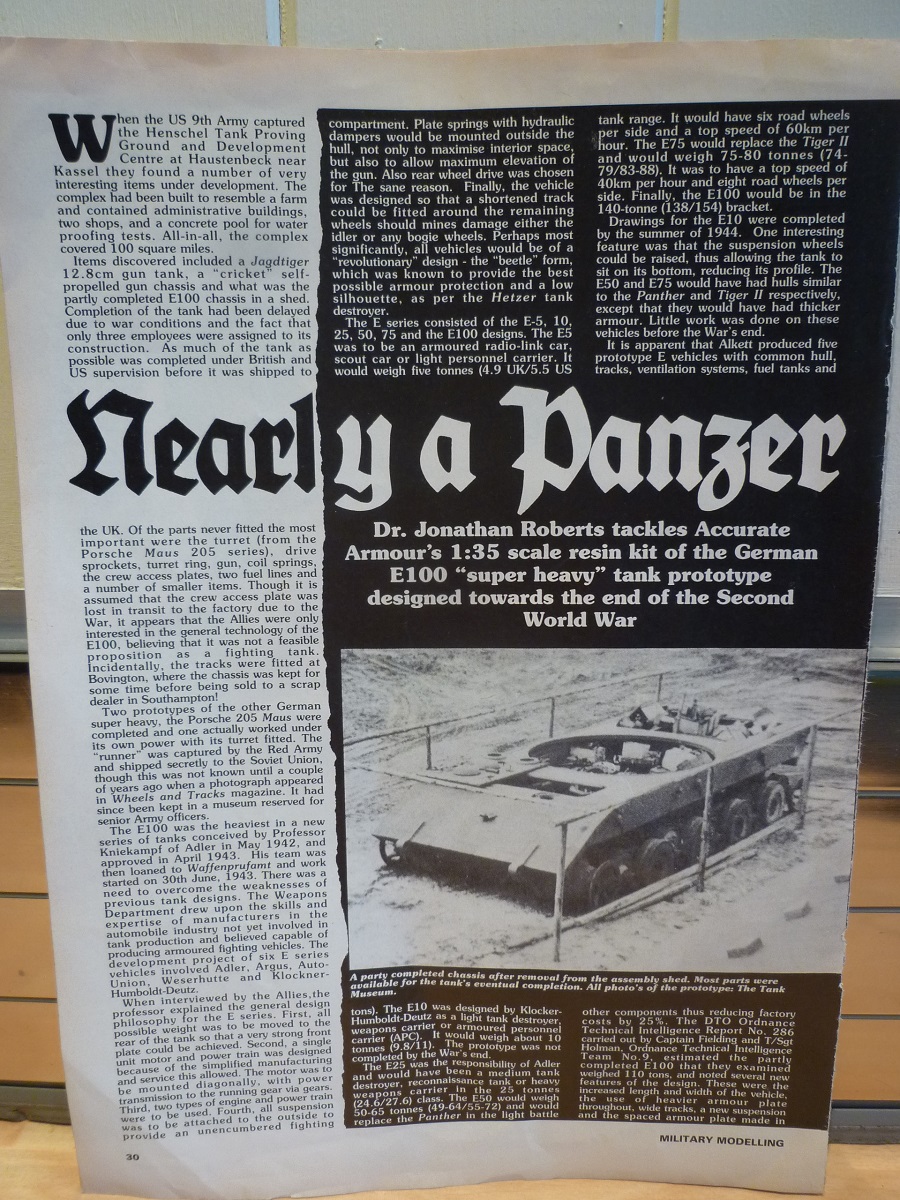 When the US 9th Army captured
the Henschel Tank Proving
Ground and Development
Centre at Haustenbeck near
Kassel they found a number of very
interesting items under development. The
complex had been built to resemble a farm
and contained administrative buildings,
two shops, and a concrete pool for water
proofing tests. All-in-all, the complex
covered 100 square miles.
Items discovered included a Jagdtiger
12.8cm gun tank, a “cricket” self-
propelled gun chassis and what was the
partly completed E100 chassis in a shed.
Completion of the tank had been delayed
due to war conditions and the fact that
only three employees were assigned to its
construction. As much of the tank as
possible was completed under British and
US supervision before it was shipped to
Nearly a Panzer
Dr. Jonathan Roberts tackles Accurate
Armour’s 1:35 scale resin kit of the German
E100 “super heavy” tank prototype
designed towards the end of the Second
World War
the UK. Of the parts never fitted the most
important were the turret (from the
Porsche Maus 205 series), drive
sprockets, turret ring, gun, coil springs,
the crew access plates, two fuel lines and
a number of smaller items. Though it is
assumed that the crew access plate was
lost in transit to the factory due to the
War, it appears that the Allies were only
interested in the general technology of the
E100, believing that it was not a feasible
proposition as a fighting tank.
Incidentally, the tracks were fitted at
Bovington, where the chassis was kept for
some time before being sold to a scrap
dealer in Southampton!
Two prototypes of the other German
super heavy, the Porsche 205 Maus were
completed and one actually worked under
its own power with its turret fitted. The
“runner” was captured by the Red Army
and shipped secretly to the Soviet Union,
though this was not known until a couple
of years ago when a photograph appeared
in Wheels and Tracks magazine. It had
since been kept in a museum reserved for
senior Army officers.
The E100 was the heaviest in a new
series of tanks conceived by Professor
Kniekampf of Adler in May 1942, and
approved in April 1943. His team was
then loaned to Waffenprufamt and work
started on 30th June, 1943. There was a
need to overcome the weaknesses of
previous tank designs. The Weapons
Department drew upon the skills and
expertise of manufacturers in the
automobile industry not yet involved in
tank production and believed capable of
producing armoured fighting vehicles. The
development project of six E series
vehicles involved Adler, Argus, Auto-
Union, Weserhutte and Klockner-
Humboldt-Deutz.
When interviewed by the Allies,the
professor explained the general design
philosophy for the E series. First, all
possible weight was to be moved to the
rear of the tank so that a very strong front
plate could be achieved. Second, a single
unit motor and power train was designed
because of the simplified manufacturing
and service this allowed. The motor was to
be mounted diagonally, with power
transmission to the running gear via gears.
Third, two types of engine and power train
were to be used. Fourth, all suspension
was to be attached to the outside to
provide an unencumbered fighting
compartment. Plate springs with hydraulic
dampers would be mounted outside the
hull, not only to maximise interior space,
but also to allow maximum elevation of
the gun. Also rear wheel drive was chosen
for The sane reason. Finally, the vehicle
was designed so that a shortened track
could be fitted around the remaining
wheels should mines damage either the
idler or any bogie wheels. Perhaps most
significantly, all vehicles would be of a
“revolutionary” design - the “beetle” form,
which was known to provide the best
possible armour protection and a low
silhouette, as per the Hetzer tank
destroyer.
The E series consisted of the E-5, 10,
25, 50, 75 and the E100 designs. The E5
was to be an armoured radio-link car,
scout car or light personnel carrier. It
would weigh five tonnes (4.9 UK/5.5 US
tons). The E10 was designed by Klocker-
Humboldt-Deutz as a light tank destroyer,
weapons carrier or armoured personnel
carrier (APC). It would weigh about 10
tonnes (9.8/11). The prototype was not
completed by the War’s end.
The E25 was the responsibility of Adler
and would have been a medium tank
destroyer, reconnaissance tank or heavy
weapons carrier in the 25 tonnes
(24.6/27.6) class. The E50 would weigh
50-65 tonnes (49-64/55-72) and would
replace the Panther in the light battle
tank range. It would have six road wheels
per side and a top speed of 60km per
hour. The E75 would replace the Tiger II
and would weigh 75-80 tonnes (74-
79/83-88). It was to have a top speed of
40km per hour and eight road wheels per
side. Finally, the E100 would be in the
140-tonne (138/154) bracket.
Drawings for the E10 were completed
by the summer of 1944. One interesting
feature was that the suspension wheels
could be raised, thus allowing the tank to
sit on its bottom, reducing its profile. The
E50 and E75 would have had hulls similar
to the Panther and Tiger II respectively,
except that they would have had thicker
armour. Little work was done on these
vehicles before the War’s end.
It is apparent that Alkett produced five
prototype E vehicles with common hull,
tracks, ventilation systems, fuel tanks and
other components thus reducing factory
costs by 25%. The DTO Ordnance
Technical Intelligence Report No. 286
carried out by Captain Fielding and T/Sgt
Holman, Ordnance Technical Intelligence
Team No.9, estimated the partly
completed E100 that they examined
weighed 110 tons, and noted several new
features of the design. These were the
increased length and width of the vehicle,
the use of heavier armour plate
throughout, wide tracks, a new suspension
and the spaced armour plate made in
A party completed chassis after removal from the assembly shed. Most parts were
available for the tank’s eventual completion. All photo’s of the prototype: The Tank
Museum.
30
MILITARY MODELLING